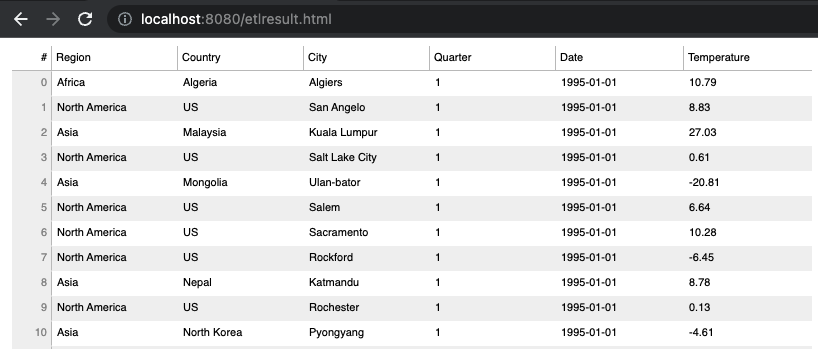 localhost:8080/etlresult.html
# Region Country City Quarter Date Temperature
0 Africa Algeria Algiers 1 1995-01-01 10.79
1 North America US San Angelo 1 1995-01-01 8.83
2 Asia Malaysia Kuala Lumpur 1 1995-01-01 27.03
3 North America US Salt Lake City 1 1995-01-01 0.61
4 Asia Mongolia Ulan-bator 1 1995-01-01 -20.81
5 North America US Salem 1 1995-01-01 6.64
6 North America US Sacramento 1 1995-01-01 10.28
7 North America US Rockford 1 1995-01-01 -6.45
8 Asia Nepal Katmandu 1 1995-01-01 8.78
9 North America US Rochester 1 1995-01-01 0.13
10 Asia North Korea Pyongyang 1 1995-01-01 -4.61